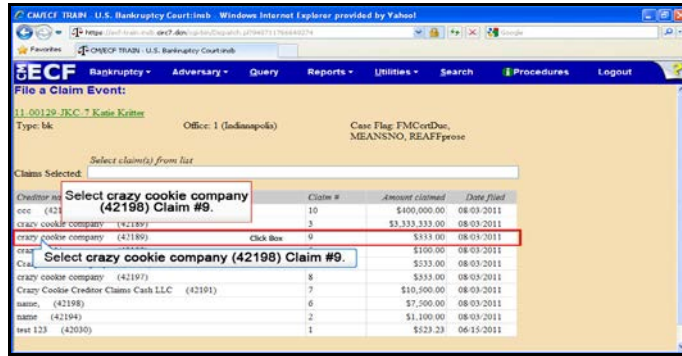 CM/ECF TRAIN - U.S. Bankruptcy Court:insb - Windows Internet Explorer provided by Yahoo!
Favorites CM/ECF TRAIN - U.S. Bankruptcy Court:insb
ECF Bankruptcy Adversary Query Reports Utilities Search Procedures Logout
File a Claim Event:
11-00129-JKC-7 Katie Kritter
Type: bk Office: 1 (Indianapolis) Case Flag: FMCertDue,
MEANSNO, REAFFprose
Select claim(s) from list
Claims Selected:
Creditor Claim # Amount claimed Date filed
Select crazy cookie company
(42198) Claim #9.
ccc 10 $400,000.00 08-03-2011
crazy cookie company (42189) 3 $3,333,333.00 08-03-2011
crazy cookie company (42189) Click Box 9 $333.00 08-03-2011
$100.00 08-03-2011
Select crazy cookie company (42198) Claim #9.
$533.00 08-03-2011
crazy cookie company (42197) 8 $333.00 08-03-2011
Crazy Cookie Creditor Claims Cash LLC (42191) 7 $10,500.00 08-03-2011
name, (42198) 6 $7,500.00 08-03-2011
name (42194) 2 $1,100.00 08-03-2011
test 123 (42030) 1 $523.23 06/15/2011